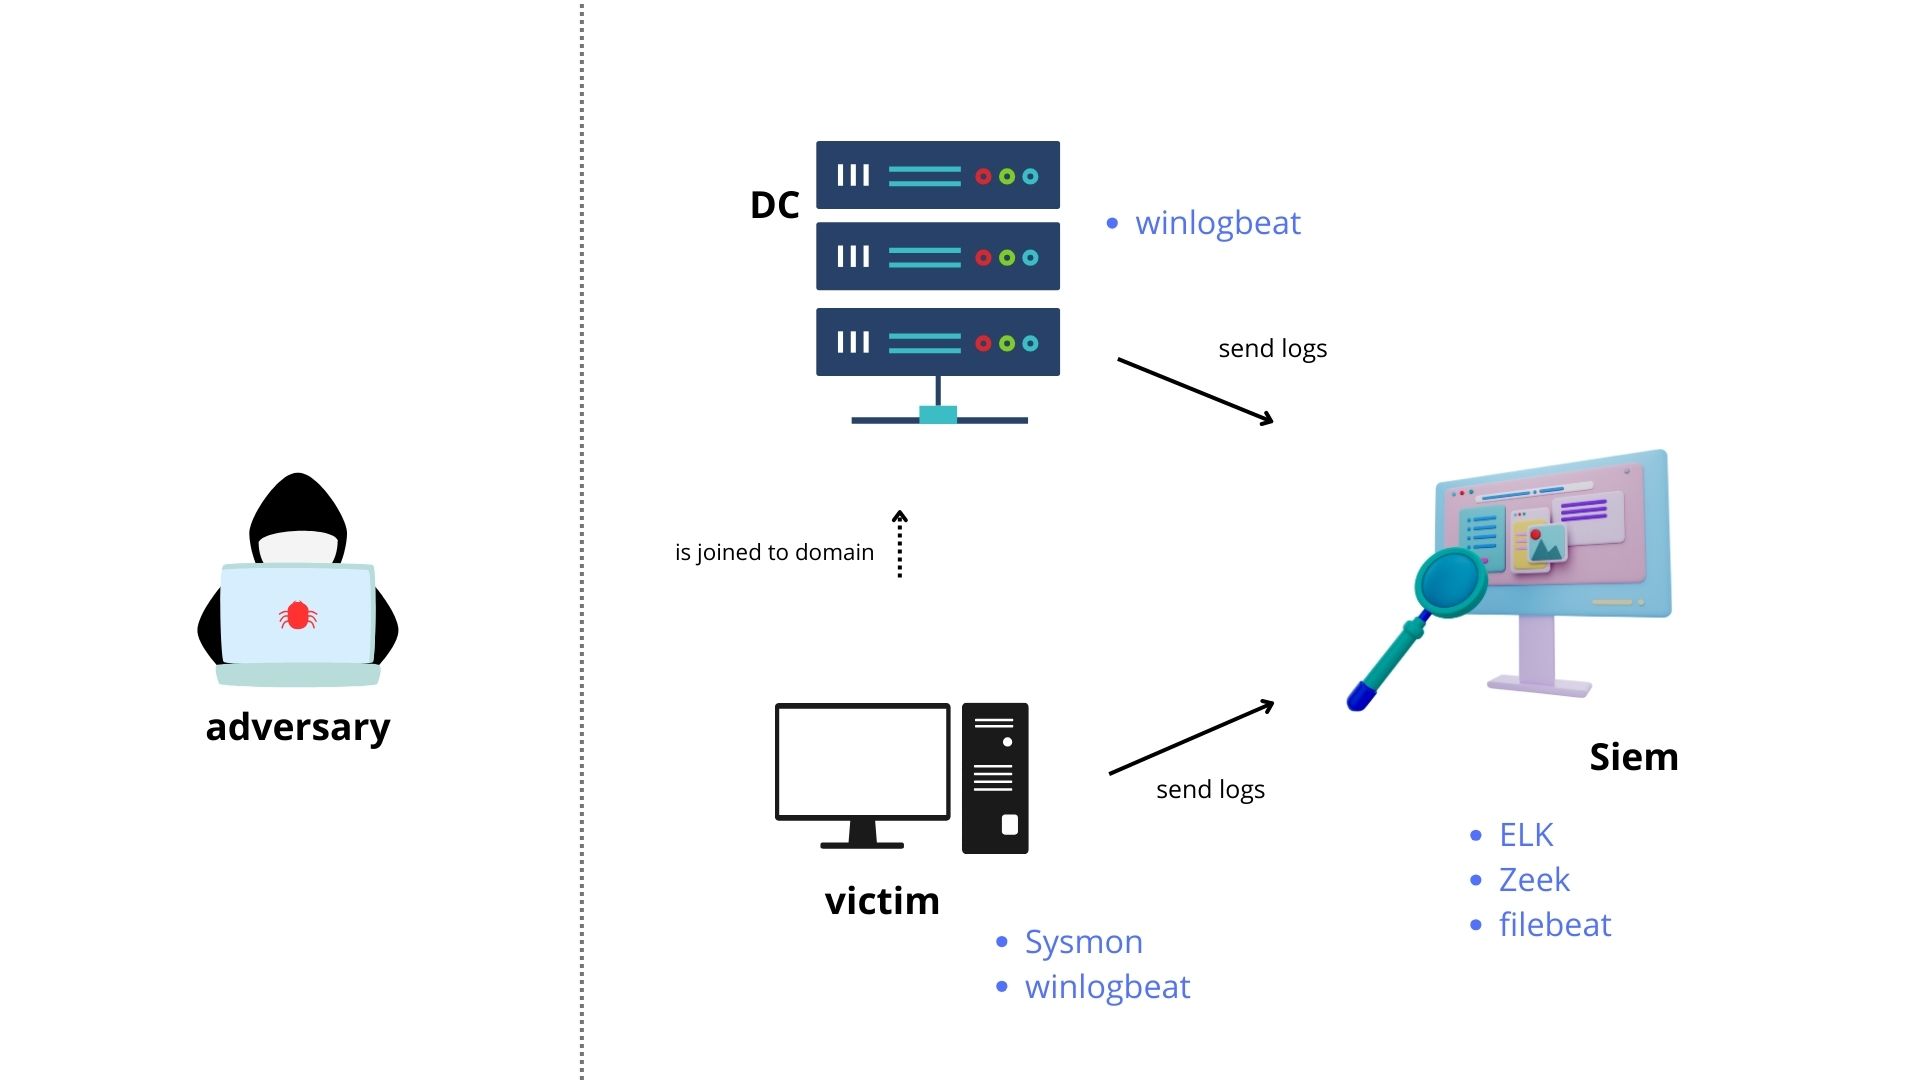 DC
winlogbeat
send logs
is joined to domain
adversary
send logs
Siem
ELK
Zeek
filebeat
victim
Sysmon
winlogbeat